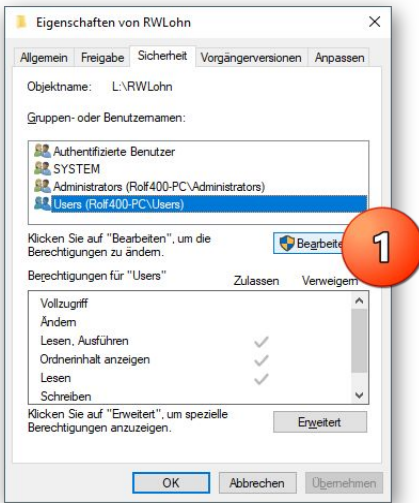 Eigenschaften von RWLohn
Allgemein Freigabe Sicherheit Vorgängerversionen Anpassen
Objektname: L:\RWLohn
Gruppen- oder Benutzernamen:
Authentifizierte Benutzer
SYSTEM
Administrators (Rolf400-PC\Administrators)
Users (Rolf400-PC\Users)
Klicken Sie auf "Bearbeiten", um die
Berechtigungen zu ändern.
Bearbeite
1
Berechtigungen für "Users" Zulassen Verweigern
Vollzugriff
Ändern
Lesen, Ausführen
Ordnerinhalt anzeigen
Lesen
Schreiben
Klicken Sie auf "Erweitert", um spezielle
Berechtigungen anzuzeigen.
Erweitert
OK Abbrechen Übernehmen